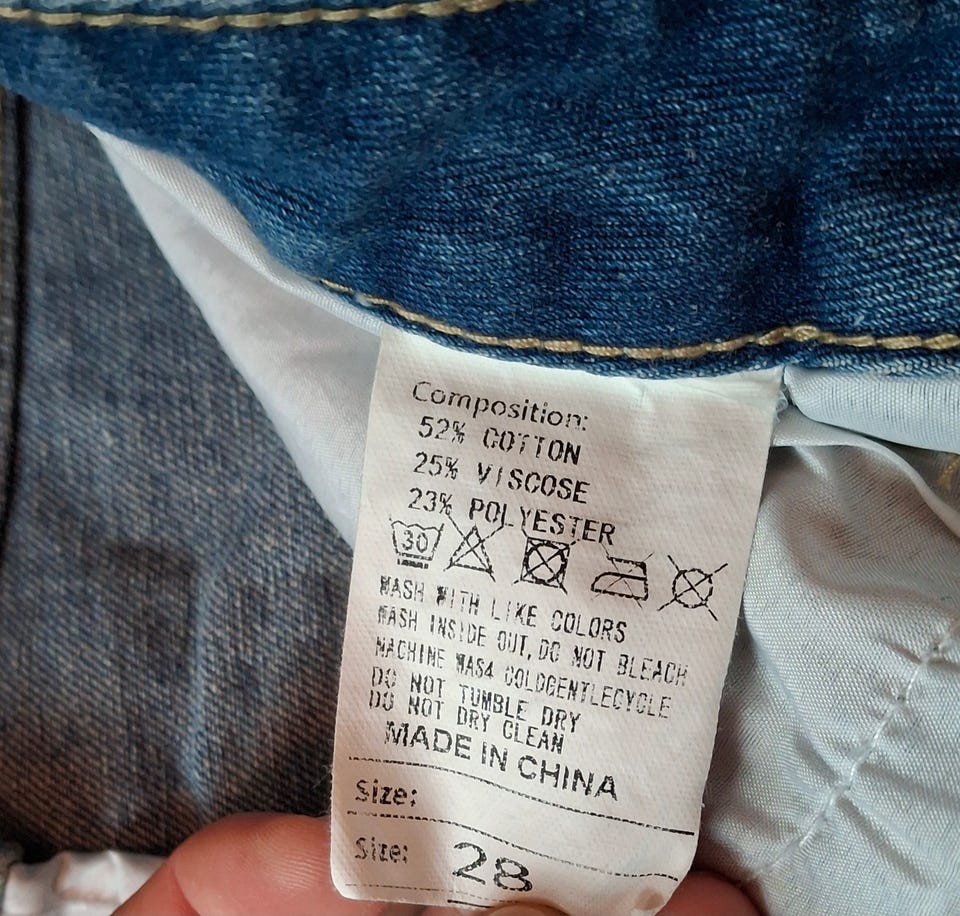 Composition:
52% COTTON
25% VISCOSE
23% POLYESTER
30
WASH WITH LIKE COLORS
WASH INSIDE OUT, DO NOT BLEACH
MACHINE WAS4 COLDGENTLECYCLE
DO NOT TUMBLE DRY
DO NOT DRY CLEAN
MADE IN CHINA
Size:
Size: 28